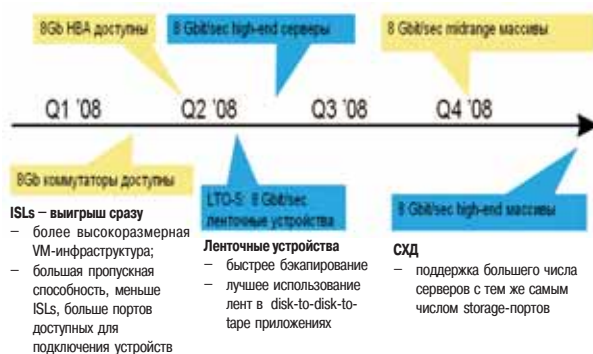 8Gb HBA доступны
8 Gbit/sec high-end серверы
8 Gbit/sec midrange массивы
Q1 '08
Q2 '08
Q3 '08
Q4 '08
8Gb коммутаторы доступны
LTO-5: 8 Gbit/sec
ленточные устройства
8 Gbit/sec high-end массивы
ISLs – выигрыш сразу
– более высокоразмерная
VM-инфраструктура;
– большая пропускная
способность, меньше
ISLs, больше портов
доступных для
подключения устройств
Ленточные устройства
– быстрее бэкапирование
– лучшее использование
лент в disk-to-disk-to-
tape приложениях
СХД
– поддержка большего числа
серверов с тем же самым
числом storage-портов